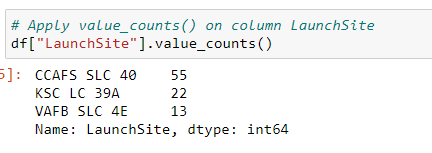 # Apply value_counts() on column LaunchSite
df["LaunchSite"].value_counts()
]: CCAFS SLC 40    55
KSC LC 39A      22
VAFB SLC 4E     13
Name: LaunchSite, dtype: int64